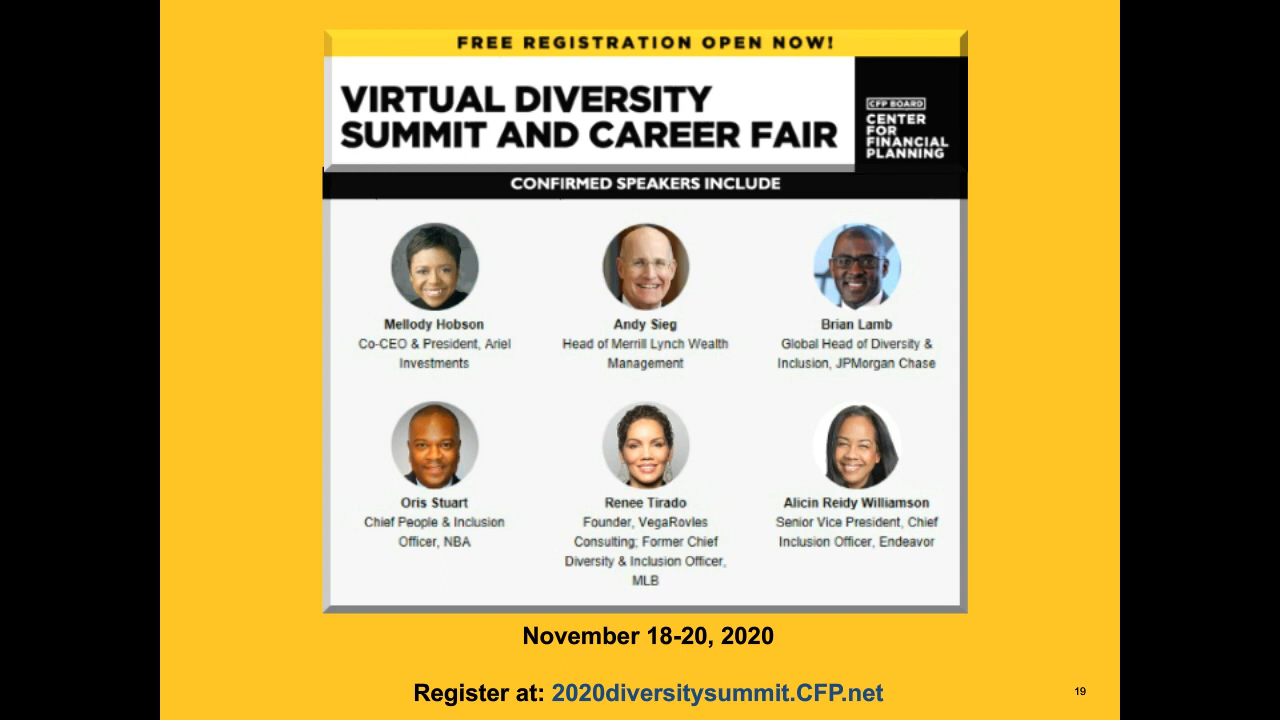 FREE REGISTRATION OPEN NOW!
VIRTUAL DIVERSITY
SUMMIT AND CAREER FAIR
CFP BOARD
CENTER
FOR
FINANCIAL
PLANNING
CONFIRMED SPEAKERS INCLUDE
Mellody Hobson
Co-CEO & President, Ariel
Investments
Andy Sieg
Head of Merrill Lynch Wealth
Management
Brian Lamb
Global Head of Diversity &
Inclusion, JPMorgan Chase
Oris Stuart
Chief People & Inclusion
Officer, NBA
Renee Tirado
Founder, VegaRovles
Consulting; Former Chief
Diversity & Inclusion Officer,
MLB
Alicin Reidy Williamson
Senior Vice President, Chief
Inclusion Officer, Endeavor
November 18-20, 2020
Register at: 2020diversitysummit.CFP.net
19